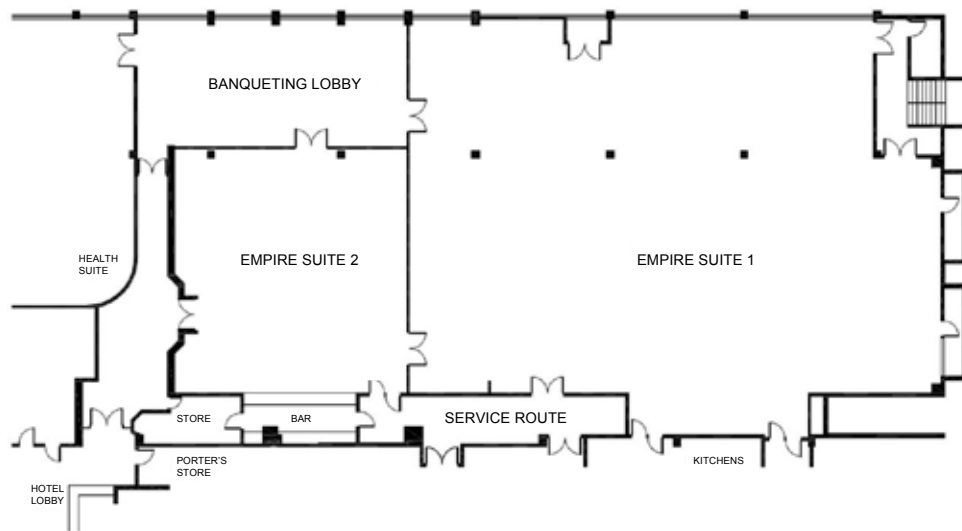 BANQUETING LOBBY
HEALTH
SUITE
EMPIRE SUITE 2
EMPIRE SUITE 1
STORE
BAR
SERVICE ROUTE
PORTER'S
STORE
KITCHENS
HOTEL
LOBBY